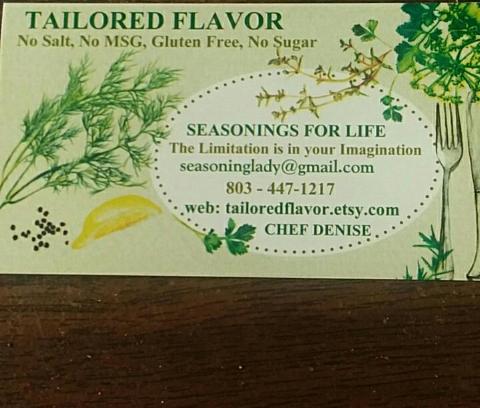 TAILORED FLAVOR
No Salt, No MSG, Gluten Free, No Sugar
SEASONINGS FOR LIFE
The Limitation is in your Imagination
seasoninglady@gmail.com
803 - 447-1217
web: tailoredflavor.etsy.com
CHEF DENISE